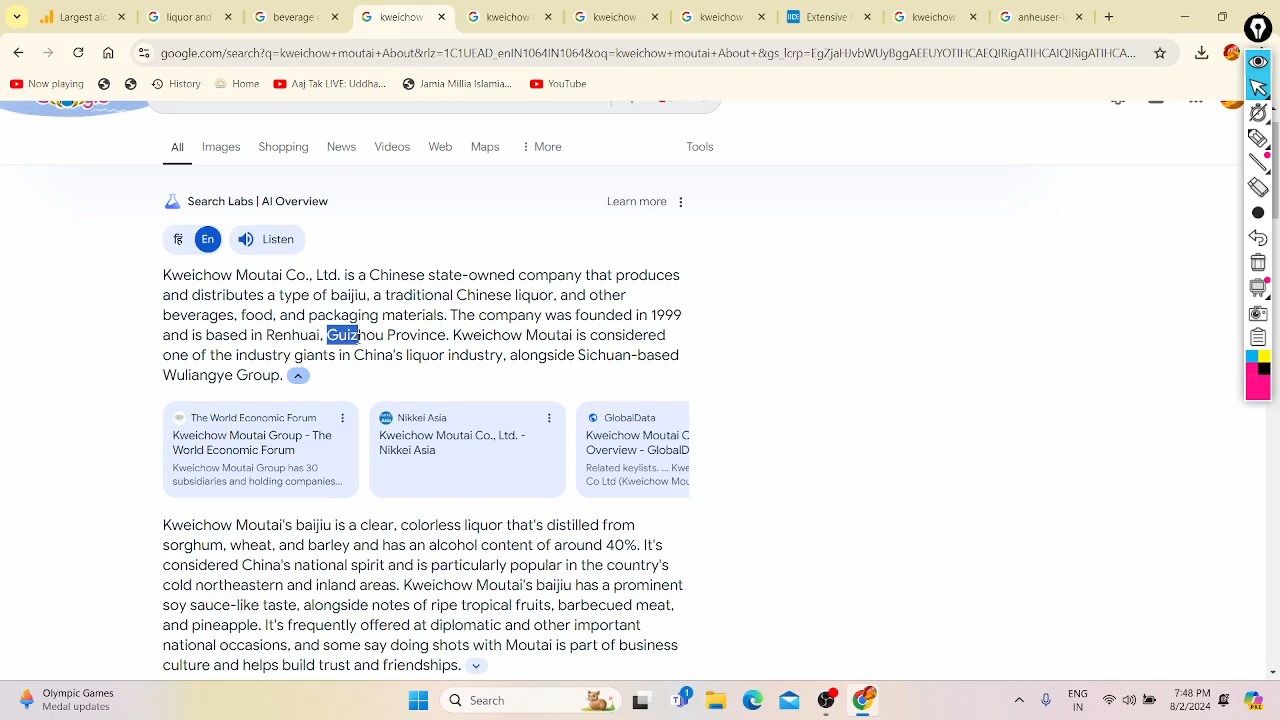 liquor and
beverage
kweichow
kweichow
kweichow
kweichow
Extensive
kweichow
anheuser-
google.com/search?q=kweichow+moutai+About+&rlz=1C1UEAD_enIN1064IN1064&oq=kweichow+moutai+About+&gs_lcrp=EgZjaHJvbWUyBggAEEUYOTIHCAIQIRigATIHCAIQIRigATIHCA...
Now playing
History
Home
Aaj Tak LIVE: Uddha...
Jamia Millia Islamia...
YouTube
All Images Shopping News Videos Web Maps More Tools
Search Labs | AI Overview
Learn more
हि En Listen
Kweichow Moutai Co., Ltd. is a Chinese state-owned company that produces
and distributes a type of baijiu, a traditional Chinese liquor, and other
beverages, food, and packaging materials. The company was founded in 1999
and is based in Renhuai, Guizhou Province. Kweichow Moutai is considered
one of the industry giants in China's liquor industry, alongside Sichuan-based
Wuliangye Group.
The World Economic Forum
Kweichow Moutai Group - The
World Economic Forum
Kweichow Moutai Group has 30
subsidiaries and holding companies...
Nikkei Asia
Kweichow Moutai Co., Ltd. -
Nikkei Asia
GlobalData
Kweichow Moutai C
Overview - GlobalD
Related keylists. ... Kwe
Co Ltd (Kweichow Mou
Kweichow Moutai's baijiu is a clear, colorless liquor that's distilled from
sorghum, wheat, and barley and has an alcohol content of around 40%. It's
considered China's national spirit and is particularly popular in the country's
cold northeastern and inland areas. Kweichow Moutai's baijiu has a prominent
soy sauce-like taste, alongside notes of ripe tropical fruits, barbecued meat,
and pineapple. It's frequently offered at diplomatic and other important
national occasions, and some say doing shots with Moutai is part of business
culture and helps build trust and friendships.
Olympic Games
Medal updates
Search
1
ENG
IN
7:48 PM
8/2/2024